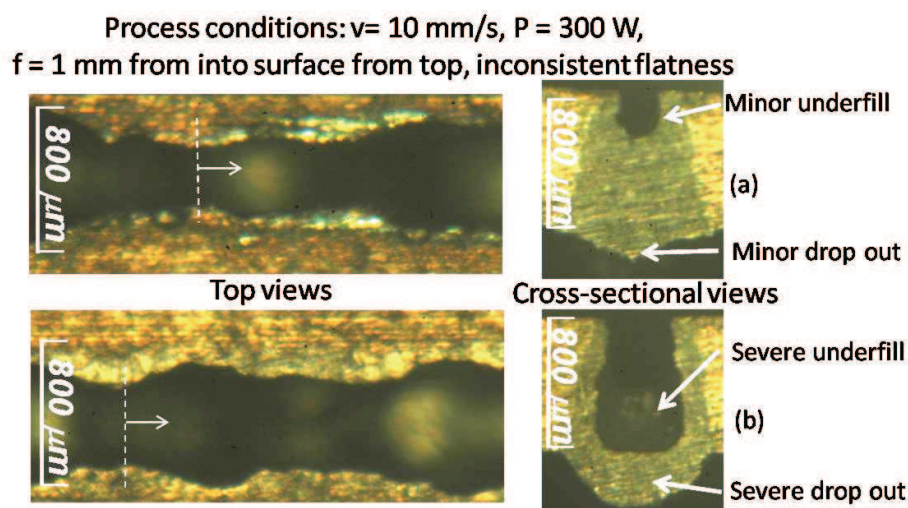 Process conditions: v= 10 mm/s, P = 300 W,
f = 1 mm from into surface from top, inconsistent flatness
800 µm
800 µm
Minor underfill
(a)
Minor drop out
Top views
Cross-sectional views
800 µm
800 µm
Severe underfill
(b)
Severe drop out